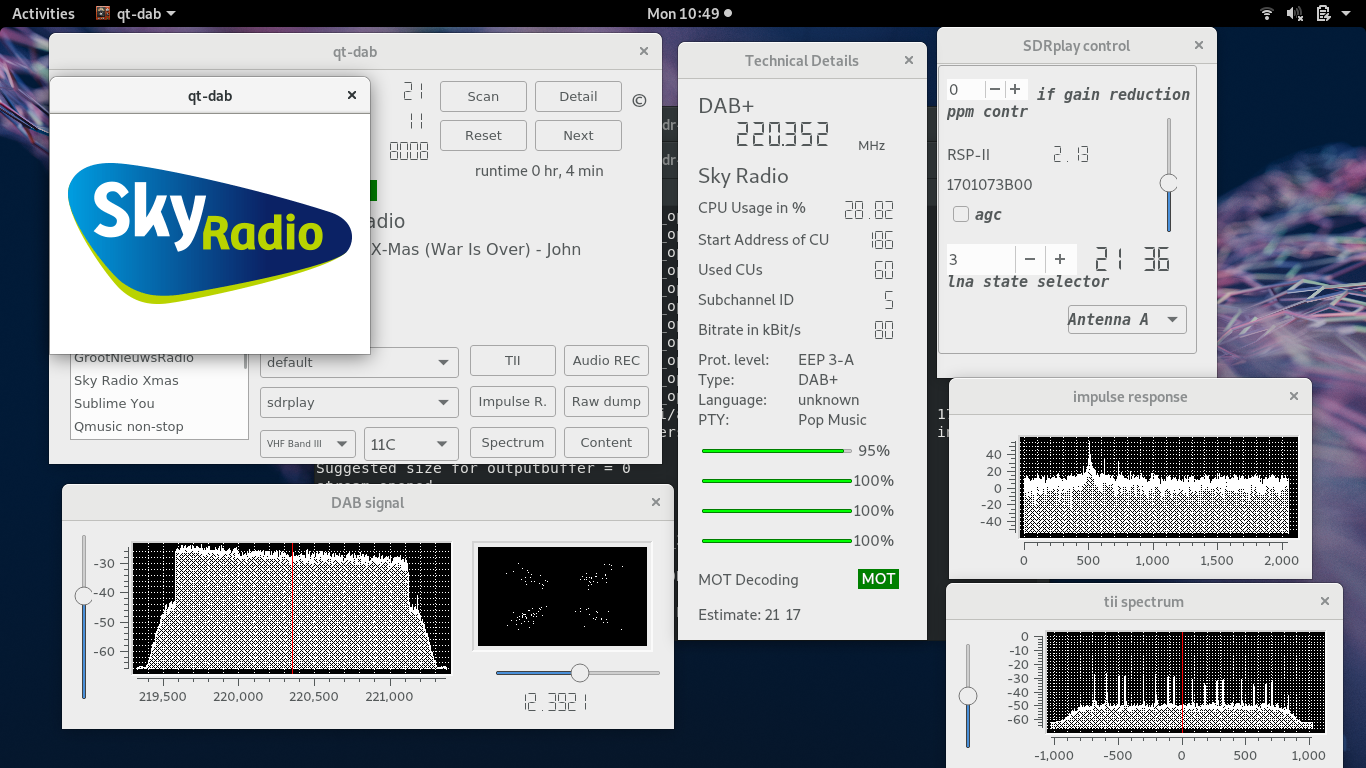 Activities qt-dab Mon 10:49
qt-dab
qt-dab
Sky
Radio
21
11
0000
Scan Detail ©
Reset Next
runtime 0 hr, 4 min
adio
X-Mas (War Is Over) - John
GrootNieuwsRadio
Sky Radio Xmas
Sublime You
Qmusic non-stop
default TII Audio REC
sdrplay Impulse R. Raw dump
VHF Band III 11C Spectrum Content
Suggested size for outputbuffer = 0
Technical Details
DAB+
220.352 MHz
Sky Radio
CPU Usage in % 28.82
Start Address of CU 186
Used CUs 60
Subchannel ID 5
Bitrate in kBit/s 80
Prot. level: EEP 3-A
Type: DAB+
Language: unknown
PTY: Pop Music
95%
100%
100%
100%
MOT Decoding MOT
Estimate: 21 17
SDRplay control
0 if gain reduction
ppm contr
RSP-II 2.13
1701073B00
agc
3 21 36
lna state selector
Antenna A
impulse response
40
20
0
-20
-40
0 500 1,000 1,500 2,000
DAB signal
-30
-40
-50
-60
219,500 220,000 220,500 221,000
12.3921
tii spectrum
0
-10
-20
-30
-40
-50
-60
-1,000 -500 0 500 1,000